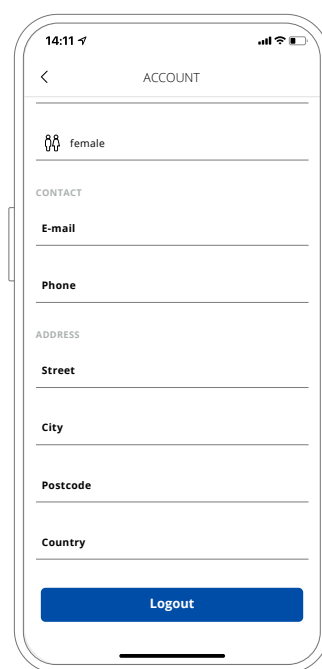 14:11
ACCOUNT
female
CONTACT
E-mail
Phone
ADDRESS
Street
City
Postcode
Country
Logout